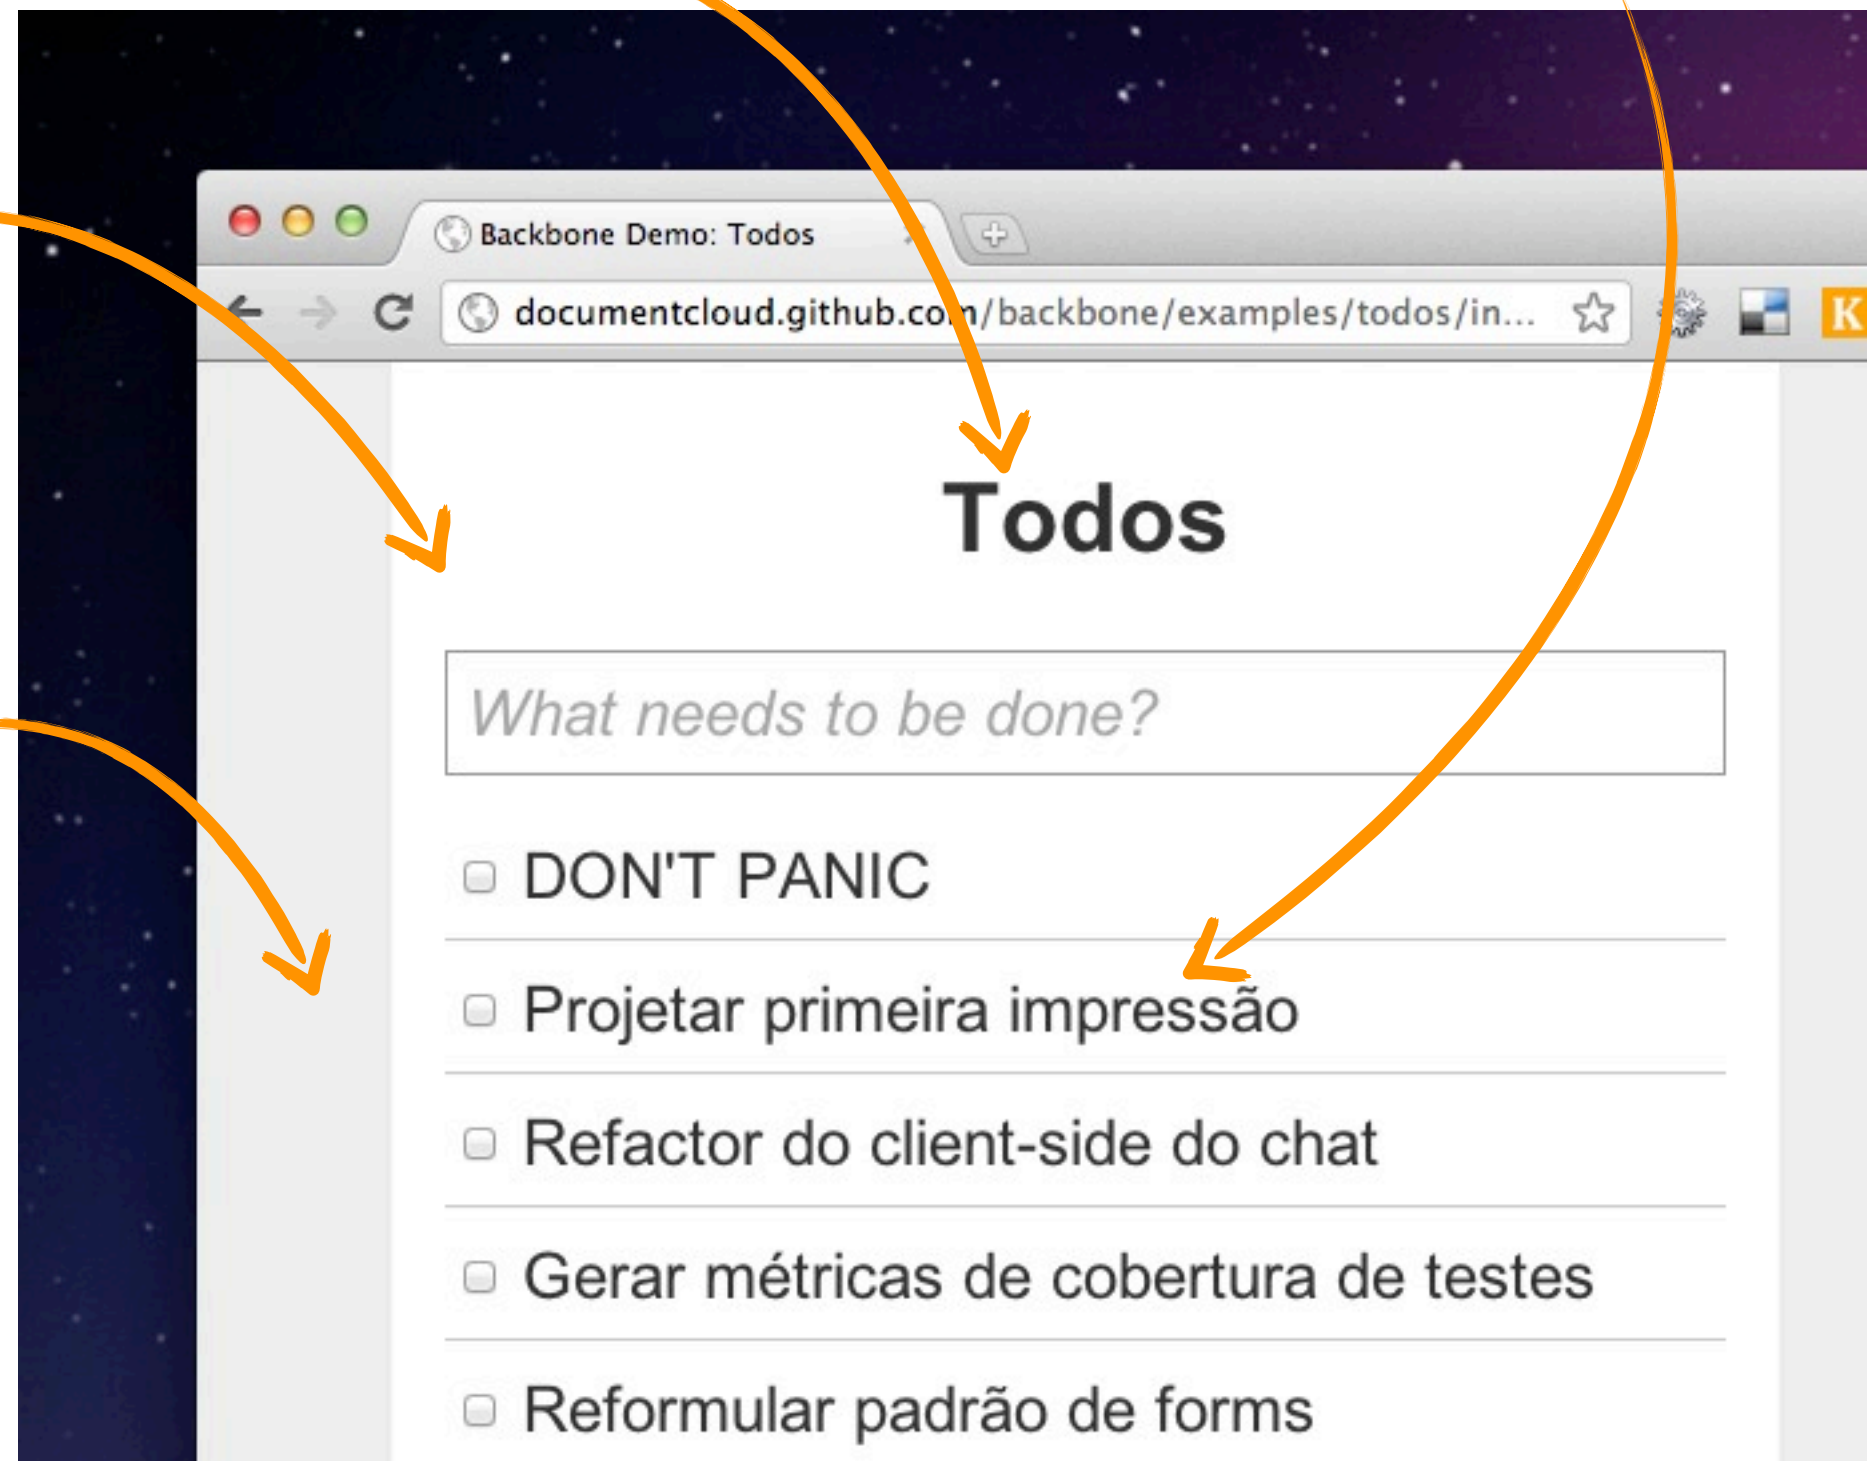 Backbone Demo: Todos
documentcloud.github.com/backbone/examples/todos/in...
K
Todos
What needs to be done?
DON'T PANIC
Projetar primeira impressão
Refactor do client-side do chat
Gerar métricas de cobertura de testes
Reformular padrão de forms